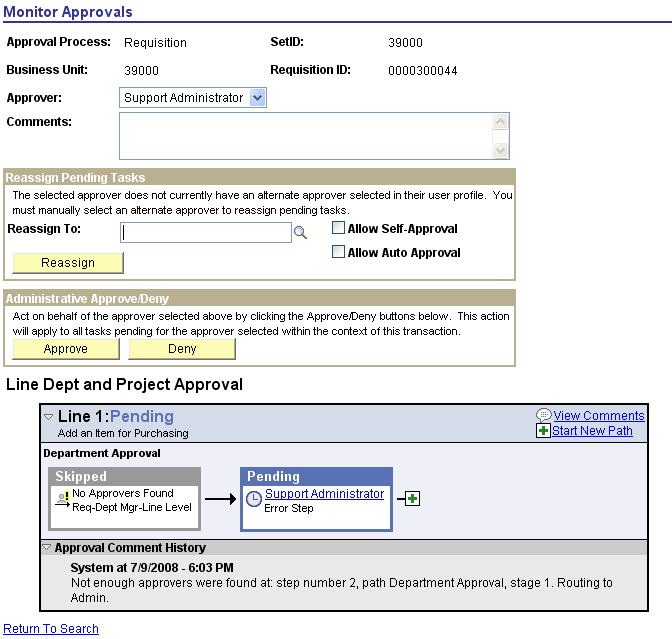 Monitor Approvals
Approval Process: Requisition SetID: 39000
Business Unit: 39000 Requisition ID: 0000300044
Approver: Support Administrator
Comments:
Reassign Pending Tasks
The selected approver does not currently have an alternate approver selected in their user profile. You
must manually select an alternate approver to reassign pending tasks.
Reassign To: Allow Self-Approval
Allow Auto Approval
Reassign
Administrative Approve/Deny
Act on behalf of the approver selected above by clicking the Approve/Deny buttons below. This action
will apply to all tasks pending for the approver selected within the context of this transaction.
Approve Deny
Line Dept and Project Approval
Line 1:Pending View Comments
Add an Item for Purchasing Start New Path
Department Approval
Skipped
No Approvers Found
Req-Dept Mgr-Line Level
Pending
Support Administrator
Error Step
Approval Comment History
System at 7/9/2008 - 6:03 PM
Not enough approvers were found at: step number 2, path Department Approval, stage 1. Routing to
Admin.
Return To Search